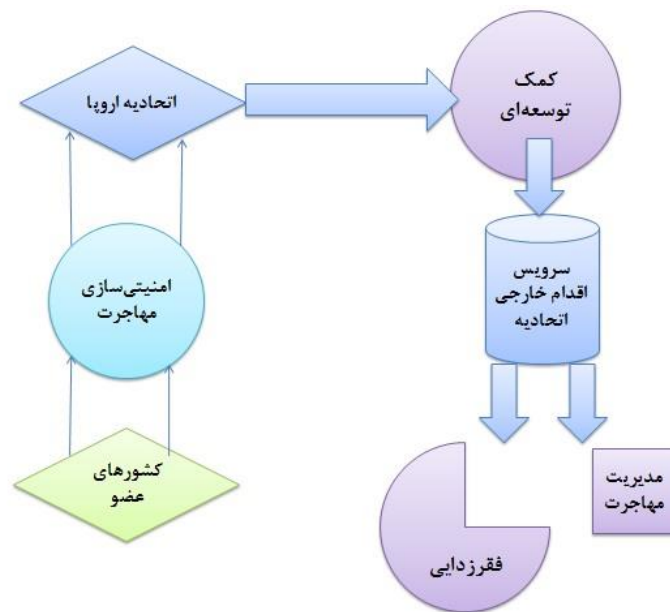 اتحادیه اروپا
کمک
توسعه‌ای
امنیتی‌سازی
مهاجرت
سرویس
اقدام خارجی
اتحادیه
کشورهای
عضو
فقرزدایی
مدیریت
مهاجرت